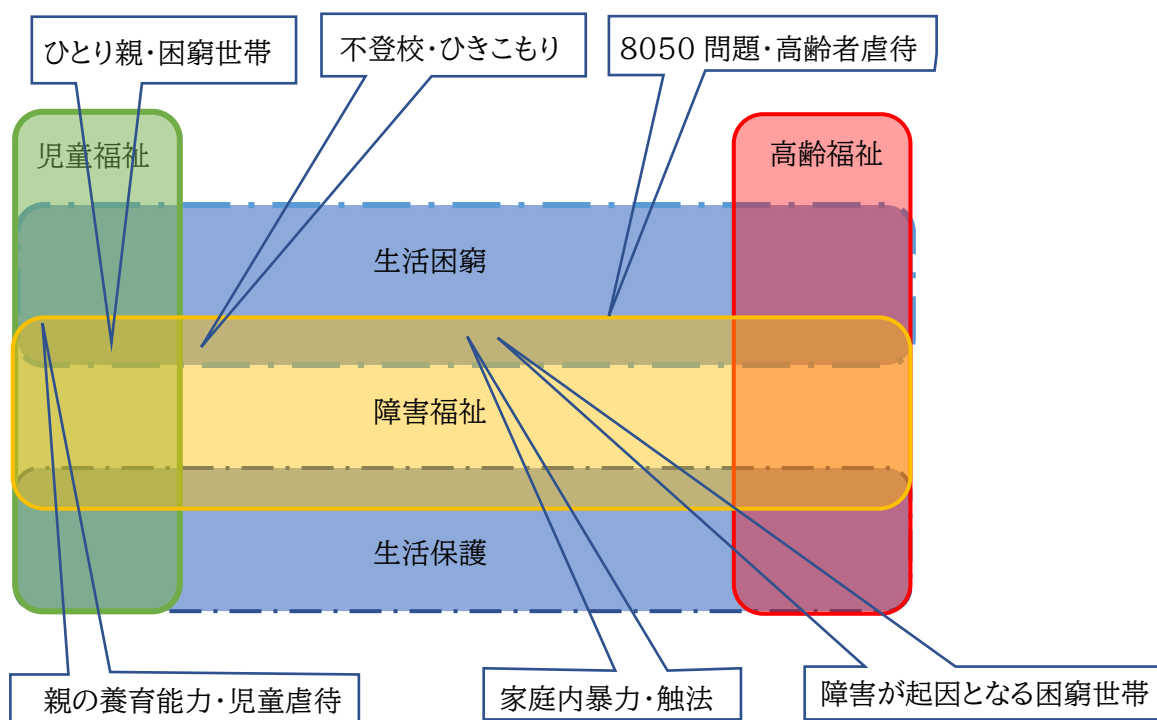 ひとり親・困窮世帯
不登校・ひきこもり
8050 問題・高齢者虐待
児童福祉
高齢福祉
生活困窮
障害福祉
生活保護
親の養育能力・児童虐待
家庭内暴力・触法
障害が起因となる困窮世帯